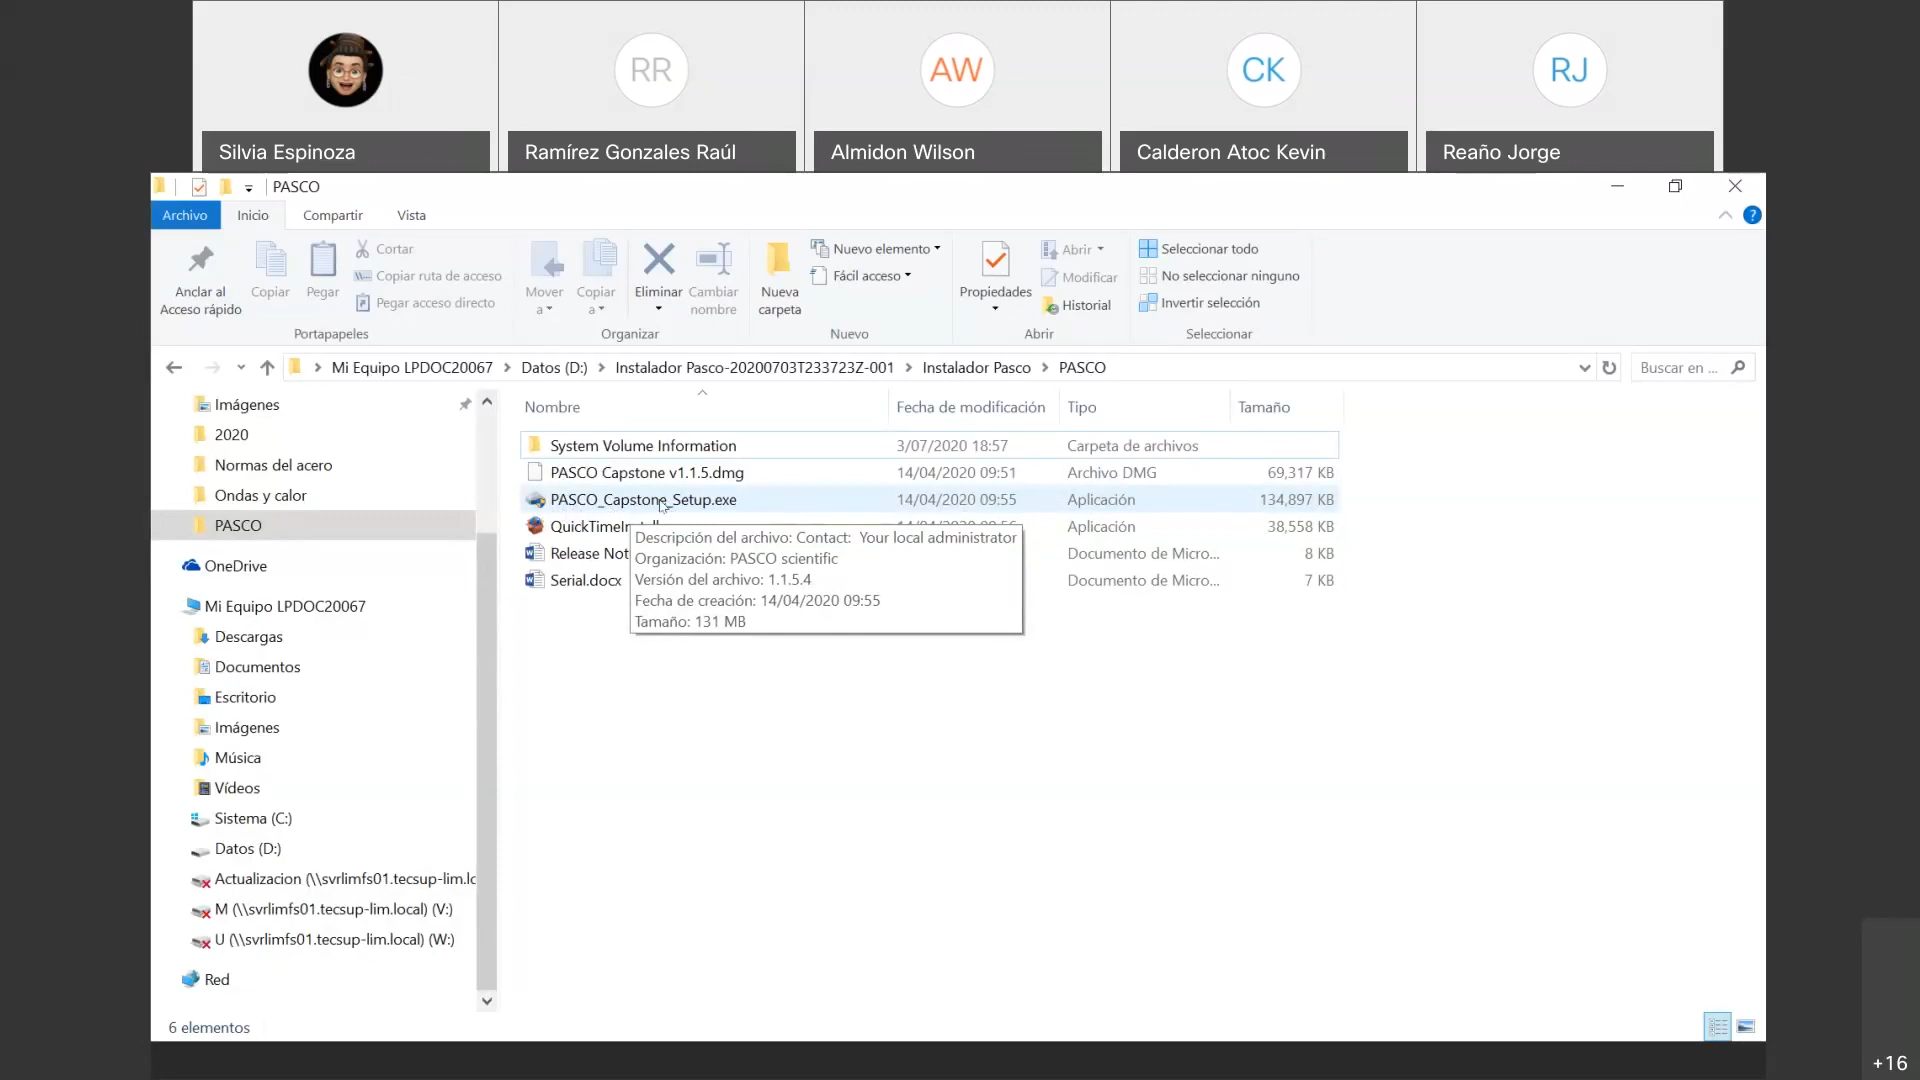 RR
AW
CK
RJ
Silvia Espinoza
Ramírez Gonzales Raúl
Almidon Wilson
Calderon Atoc Kevin
Reaño Jorge
PASCO
Archivo
Inicio
Compartir
Vista
Anclar al
Acceso rápido
Copiar
Pegar
Cortar
Copiar ruta de acceso
Pegar acceso directo
Portapapeles
Mover
a
Copiar
a
Eliminar
Cambiar
nombre
Organizar
Nueva
carpeta
Nuevo elemento
Fácil acceso
Nuevo
Propiedades
Abrir
Modificar
Historial
Abrir
Seleccionar todo
No seleccionar ninguno
Invertir selección
Seleccionar
Mi Equipo LPDOC20067 > Datos (D:) > Instalador Pasco-20200703T233723Z-001 > Instalador Pasco > PASCO
Buscar en ...
Imágenes
2020
Normas del acero
Ondas y calor
PASCO
OneDrive
Mi Equipo LPDOC20067
Descargas
Documentos
Escritorio
Imágenes
Música
Vídeos
Sistema (C:)
Datos (D:)
Actualizacion (\\svrlimfs01.tecsup-lim.lc
M (\\svrlimfs01.tecsup-lim.local) (V:)
U (\\svrlimfs01.tecsup-lim.local) (W:)
Red
Nombre Fecha de modificación Tipo Tamaño
System Volume Information 3/07/2020 18:57 Carpeta de archivos
PASCO Capstone v1.1.5.dmg 14/04/2020 09:51 Archivo DMG 69,317 KB
PASCO_Capstone_Setup.exe 14/04/2020 09:55 Aplicación 134,897 KB
Aplicación 38,558 KB
Release Not Documento de Micro... 8 KB
Serial.docx Documento de Micro... 7 KB
Descripción del archivo: Contact: Your local administrator
Organización: PASCO scientific
Versión del archivo: 1.1.5.4
Fecha de creación: 14/04/2020 09:55
Tamaño: 131 MB
6 elementos
+16